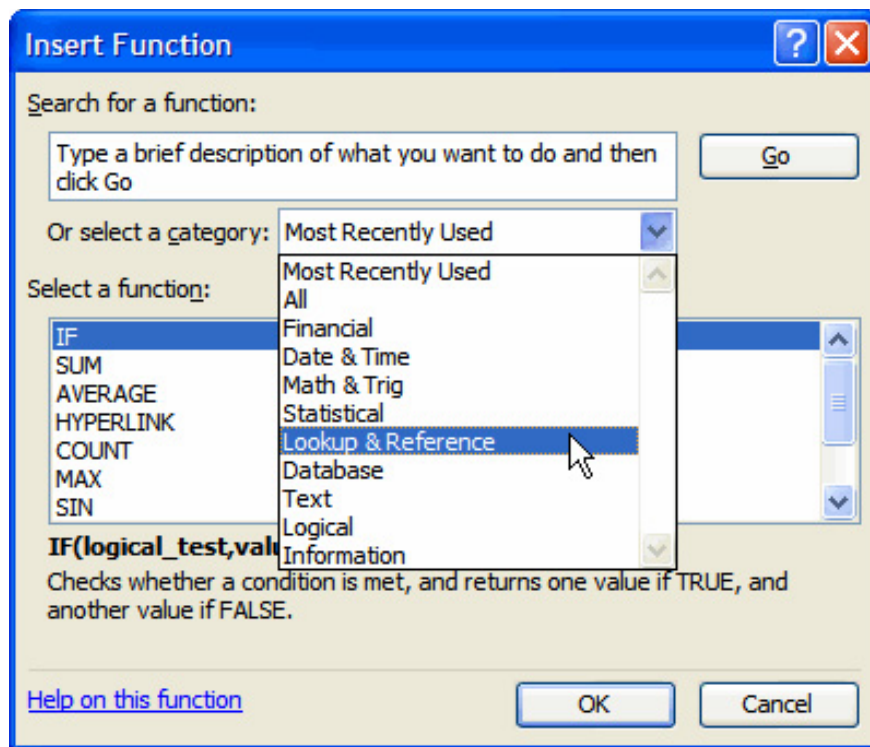 Insert Function
Search for a function:
Type a brief description of what you want to do and then
click Go
Go
Or select a category: Most Recently Used
Most Recently Used
All
Financial
Date & Time
Math & Trig
Statistical
Lookup & Reference
Database
Text
Logical
Information
Select a function:
IF
SUM
AVERAGE
HYPERLINK
COUNT
MAX
SIN
IF(logical_test,val
Checks whether a condition is met, and returns one value if TRUE, and
another value if FALSE.
Help on this function
OK
Cancel